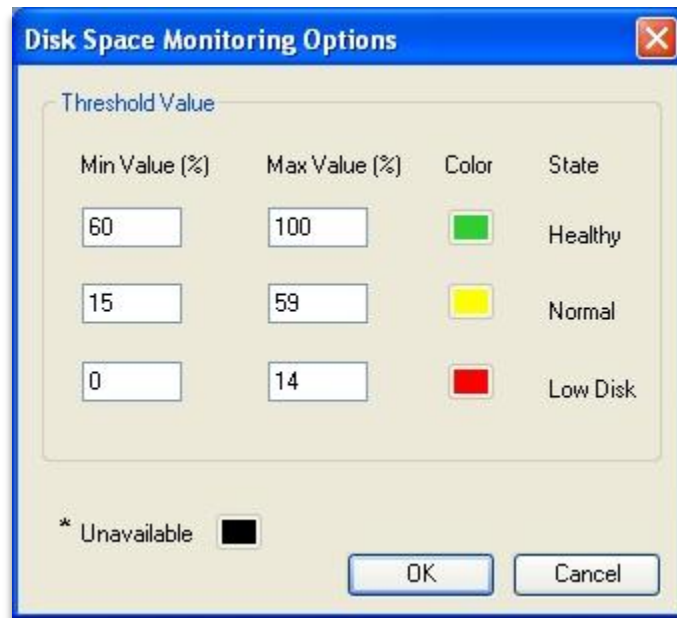 Disk Space Monitoring Options
Threshold Value
Min Value (%) Max Value (%) Color State
60 100 Healthy
15 59 Normal
0 14 Low Disk
* Unavailable
OK Cancel